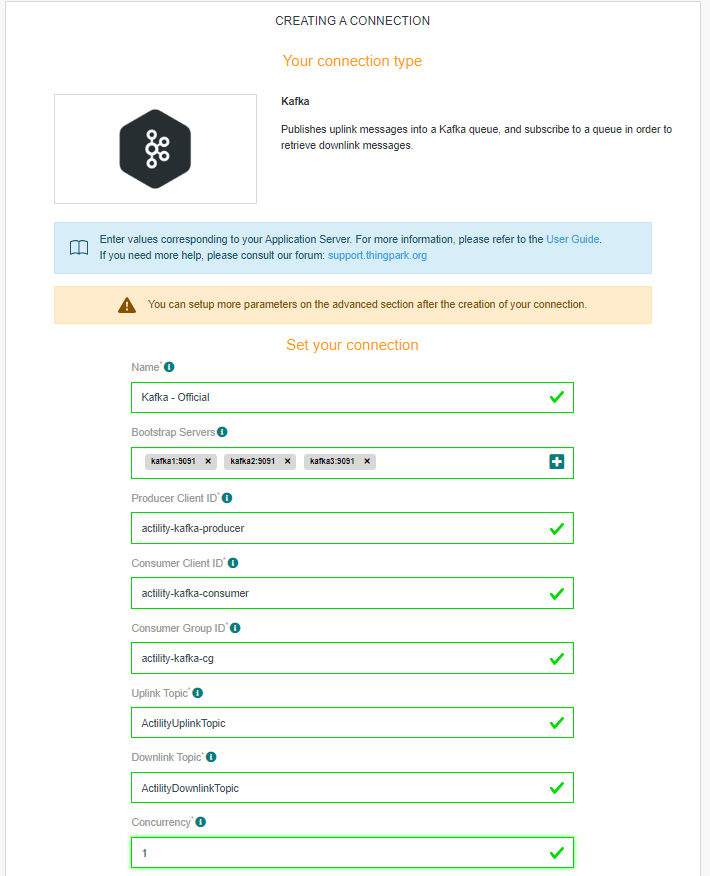 CREATING A CONNECTION
Your connection type
Kafka
Publishes uplink messages into a Kafka queue, and subscribe to a queue in order to
retrieve downlink messages.
Enter values corresponding to your Application Server. For more information, please refer to the User Guide.
If you need more help, please consult our forum: support.thingpark.org
You can setup more parameters on the advanced section after the creation of your connection.
Set your connection
Name*
Kafka - Official
Bootstrap Servers
kafka1:9091 × kafka2:9091 × kafka3:9091 ×
Producer Client ID*
actility-kafka-producer
Consumer Client ID*
actility-kafka-consumer
Consumer Group ID*
actility-kafka-cg
Uplink Topic*
ActilityUplinkTopic
Downlink Topic*
ActilityDownlinkTopic
Concurrency*
1